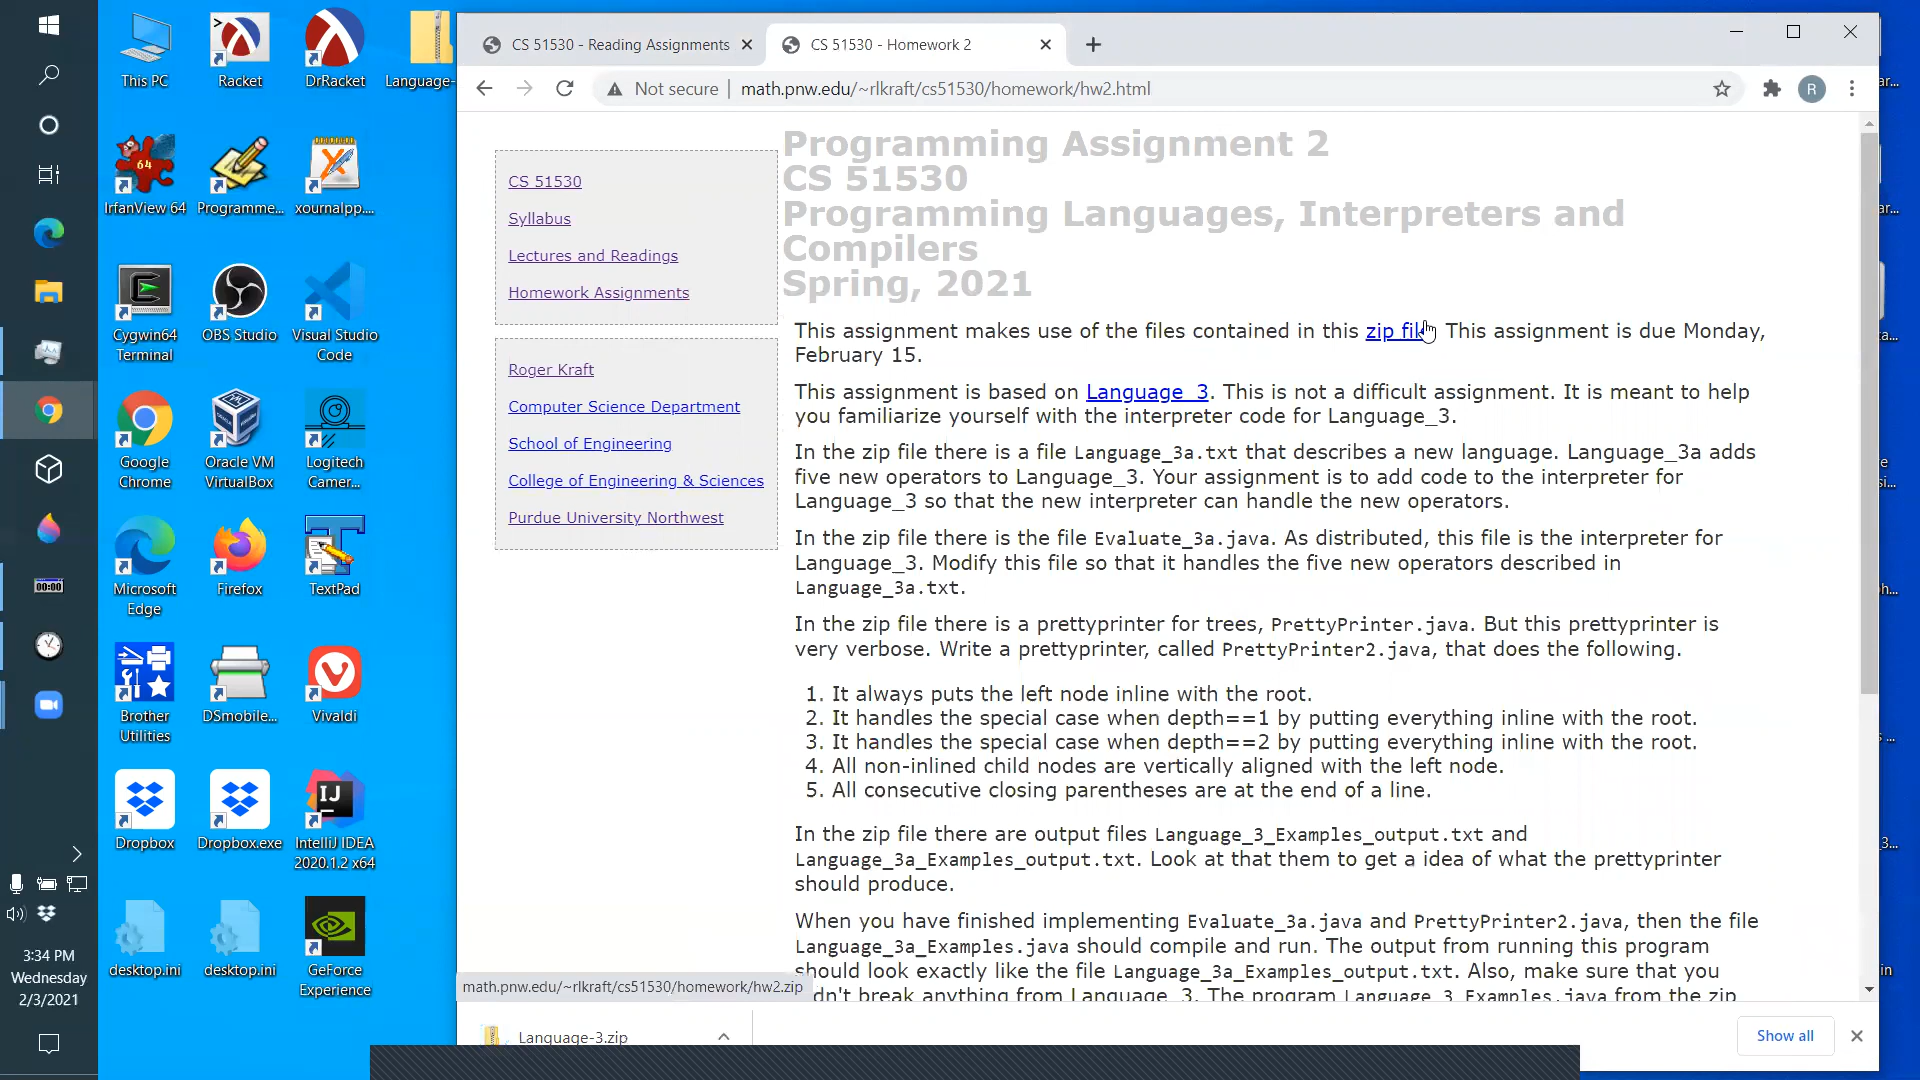 This PC
Racket
DrRacket
Language-
IrfanView 64
Programme...
xournalpp....
Cygwin64
Terminal
OBS Studio
Visual Studio
Code
Google
Chrome
Oracle VM
VirtualBox
Logitech
Camer...
Microsoft
Edge
Firefox
TextPad
Brother
Utilities
DSmobile...
Vivaldi
Dropbox
Dropbox.exe
IntelliJ IDEA
2020.1.2 x64
desktop.ini
desktop.ini
GeForce
Experience
00:00
3:34 PM
Wednesday
2/3/2021
CS 51530 - Reading Assignments
CS 51530 - Homework 2
Not secure
math.pnw.edu/~rlkraft/cs51530/homework/hw2.html
R
CS 51530
Syllabus
Lectures and Readings
Homework Assignments
Roger Kraft
Computer Science Department
School of Engineering
College of Engineering & Sciences
Purdue University Northwest
Programming Assignment 2
CS 51530
Programming Languages, Interpreters and
Compilers
Spring, 2021
This assignment makes use of the files contained in this zip file This assignment is due Monday,
February 15.
This assignment is based on Language_3. This is not a difficult assignment. It is meant to help
you familiarize yourself with the interpreter code for Language_3.
In the zip file there is a file Language_3a.txt that describes a new language. Language_3a adds
five new operators to Language_3. Your assignment is to add code to the interpreter for
Language_3 so that the new interpreter can handle the new operators.
In the zip file there is the file Evaluate_3a.java. As distributed, this file is the interpreter for
Language_3. Modify this file so that it handles the five new operators described in
Language_3a.txt.
In the zip file there is a prettyprinter for trees, PrettyPrinter.java. But this prettyprinter is
very verbose. Write a prettyprinter, called PrettyPrinter2.java, that does the following.
1. It always puts the left node inline with the root.
2. It handles the special case when depth==1 by putting everything inline with the root.
3. It handles the special case when depth==2 by putting everything inline with the root.
4. All non-inlined child nodes are vertically aligned with the left node.
5. All consecutive closing parentheses are at the end of a line.
In the zip file there are output files Language_3_Examples_output.txt and
Language_3a_Examples_output.txt. Look at that them to get a idea of what the prettyprinter
should produce.
When you have finished implementing Evaluate_3a.java and PrettyPrinter2.java, then the file
Language_3a_Examples.java should compile and run. The output from running this program
should look exactly like the file Language_3a_Examples_output.txt. Also, make sure that you
didn't break anything from Language_3. The program Language_3_Examples.java from the zip
math.pnw.edu/~rlkraft/cs51530/homework/hw2.zip
Language-3.zip
Show all